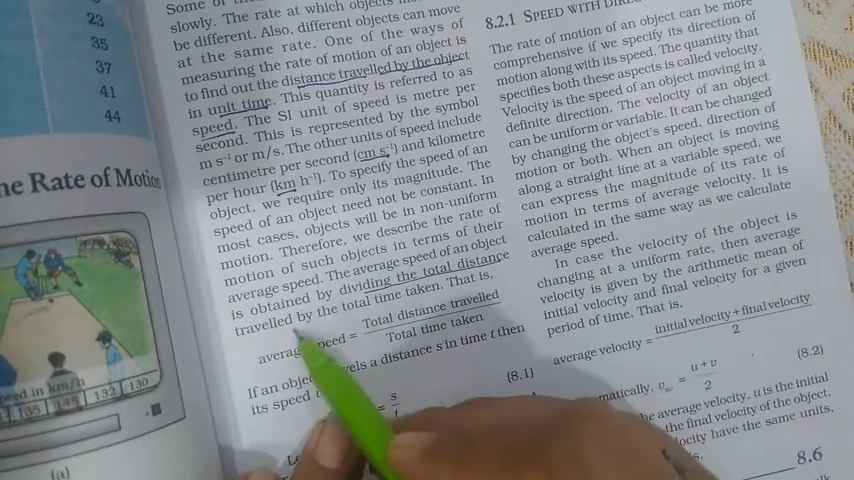 23
35
37
41
44
he Rate of Motion
peed in km/h
135 145 132 130
(a)
Some of
slowly. The rate at which objects
be different. Also, different objects can move
at the same rate. One of the ways of
measuring the rate of motion of an object is
to find out the distance travelled by the object
in unit time. This quantity is referred to as
speed. The SI unit of speed is metre per
second. This is represented by the symbol
m s⁻¹ or m/s. The other units of speed include
centimetre per second (cm s⁻¹) and kilometre
per hour (km h⁻¹). To specify the speed of an
object, we require only its magnitude. The
speed of an object need not be constant. In
most cases, objects will be in non-uniform
motion. Therefore, we describe the rate of
motion of such objects in terms of their
average speed. The average speed of an object
is obtained by dividing the total distance
travelled by the total time taken. That is,
average speed = Total distance travelled / Total time taken
If an object travels a distance s in time t then
its speed
= s / t (8.1)
8.2.1 SPEED WITH DIREC
The rate of motion of an object can be more
comprehensive if we specify its direction of
motion along with its speed. The quantity that
specifies both these aspects is called velocity.
Velocity is the speed of an object moving in a
definite direction. The velocity of an object
can be uniform or variable. It can be changed
by changing the object's speed, direction of
motion or both. When an object is moving
along a straight line at a variable speed, we
can express the magnitude of its rate of
motion in terms of average velocity. It is
calculated in the same way as we calculate
average speed.
In case the velocity of the object is
changing at a uniform rate, then average
velocity is given by the arithmetic mean of
initial velocity and final velocity for a given
period of time. That is,
average velocity = initial velocity + final velocity / 2
matically, vav = u + v / 2 (8.2)
he average velocity, u is the initial
the final velocity of the object.
locity have the same units,
8.6